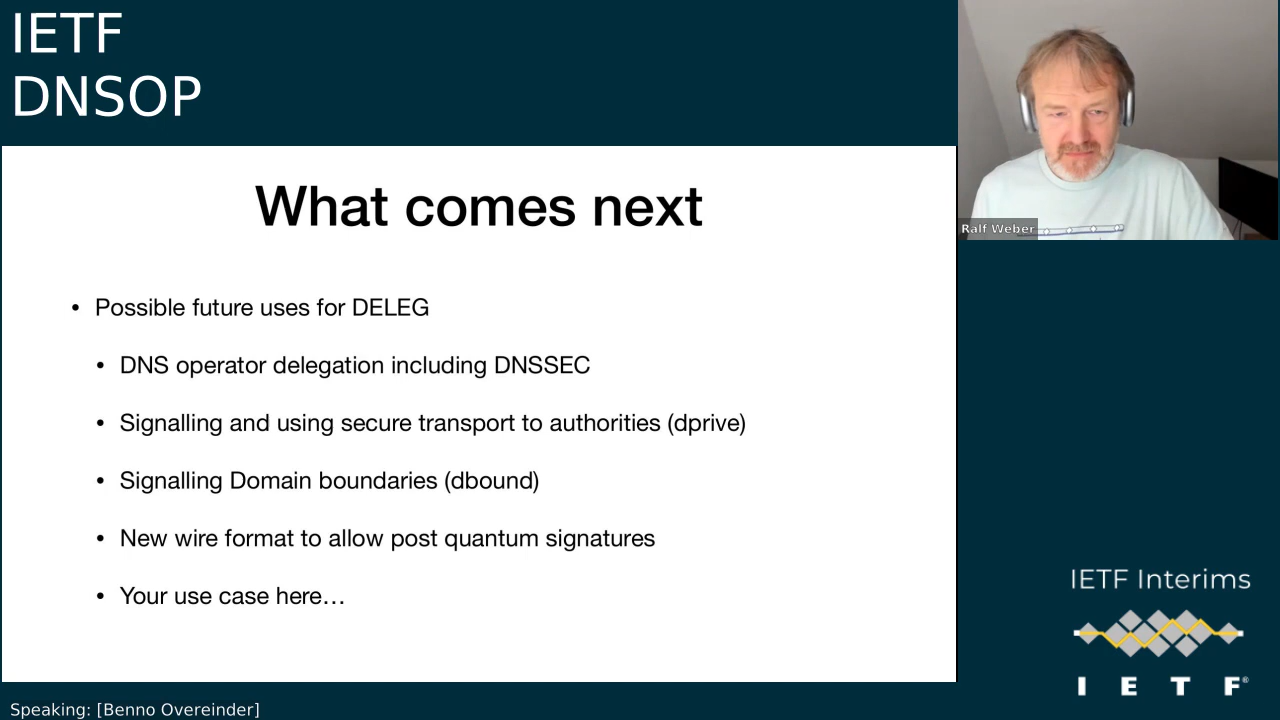 IETF
DNSOP
What comes next
• Possible future uses for DELEG
• DNS operator delegation including DNSSEC
• Signalling and using secure transport to authorities (dprive)
• Signalling Domain boundaries (dbound)
• New wire format to allow post quantum signatures
• Your use case here…
Ralf Weber
IETF Interims
I E T F®
Speaking: [Benno Overeinder]